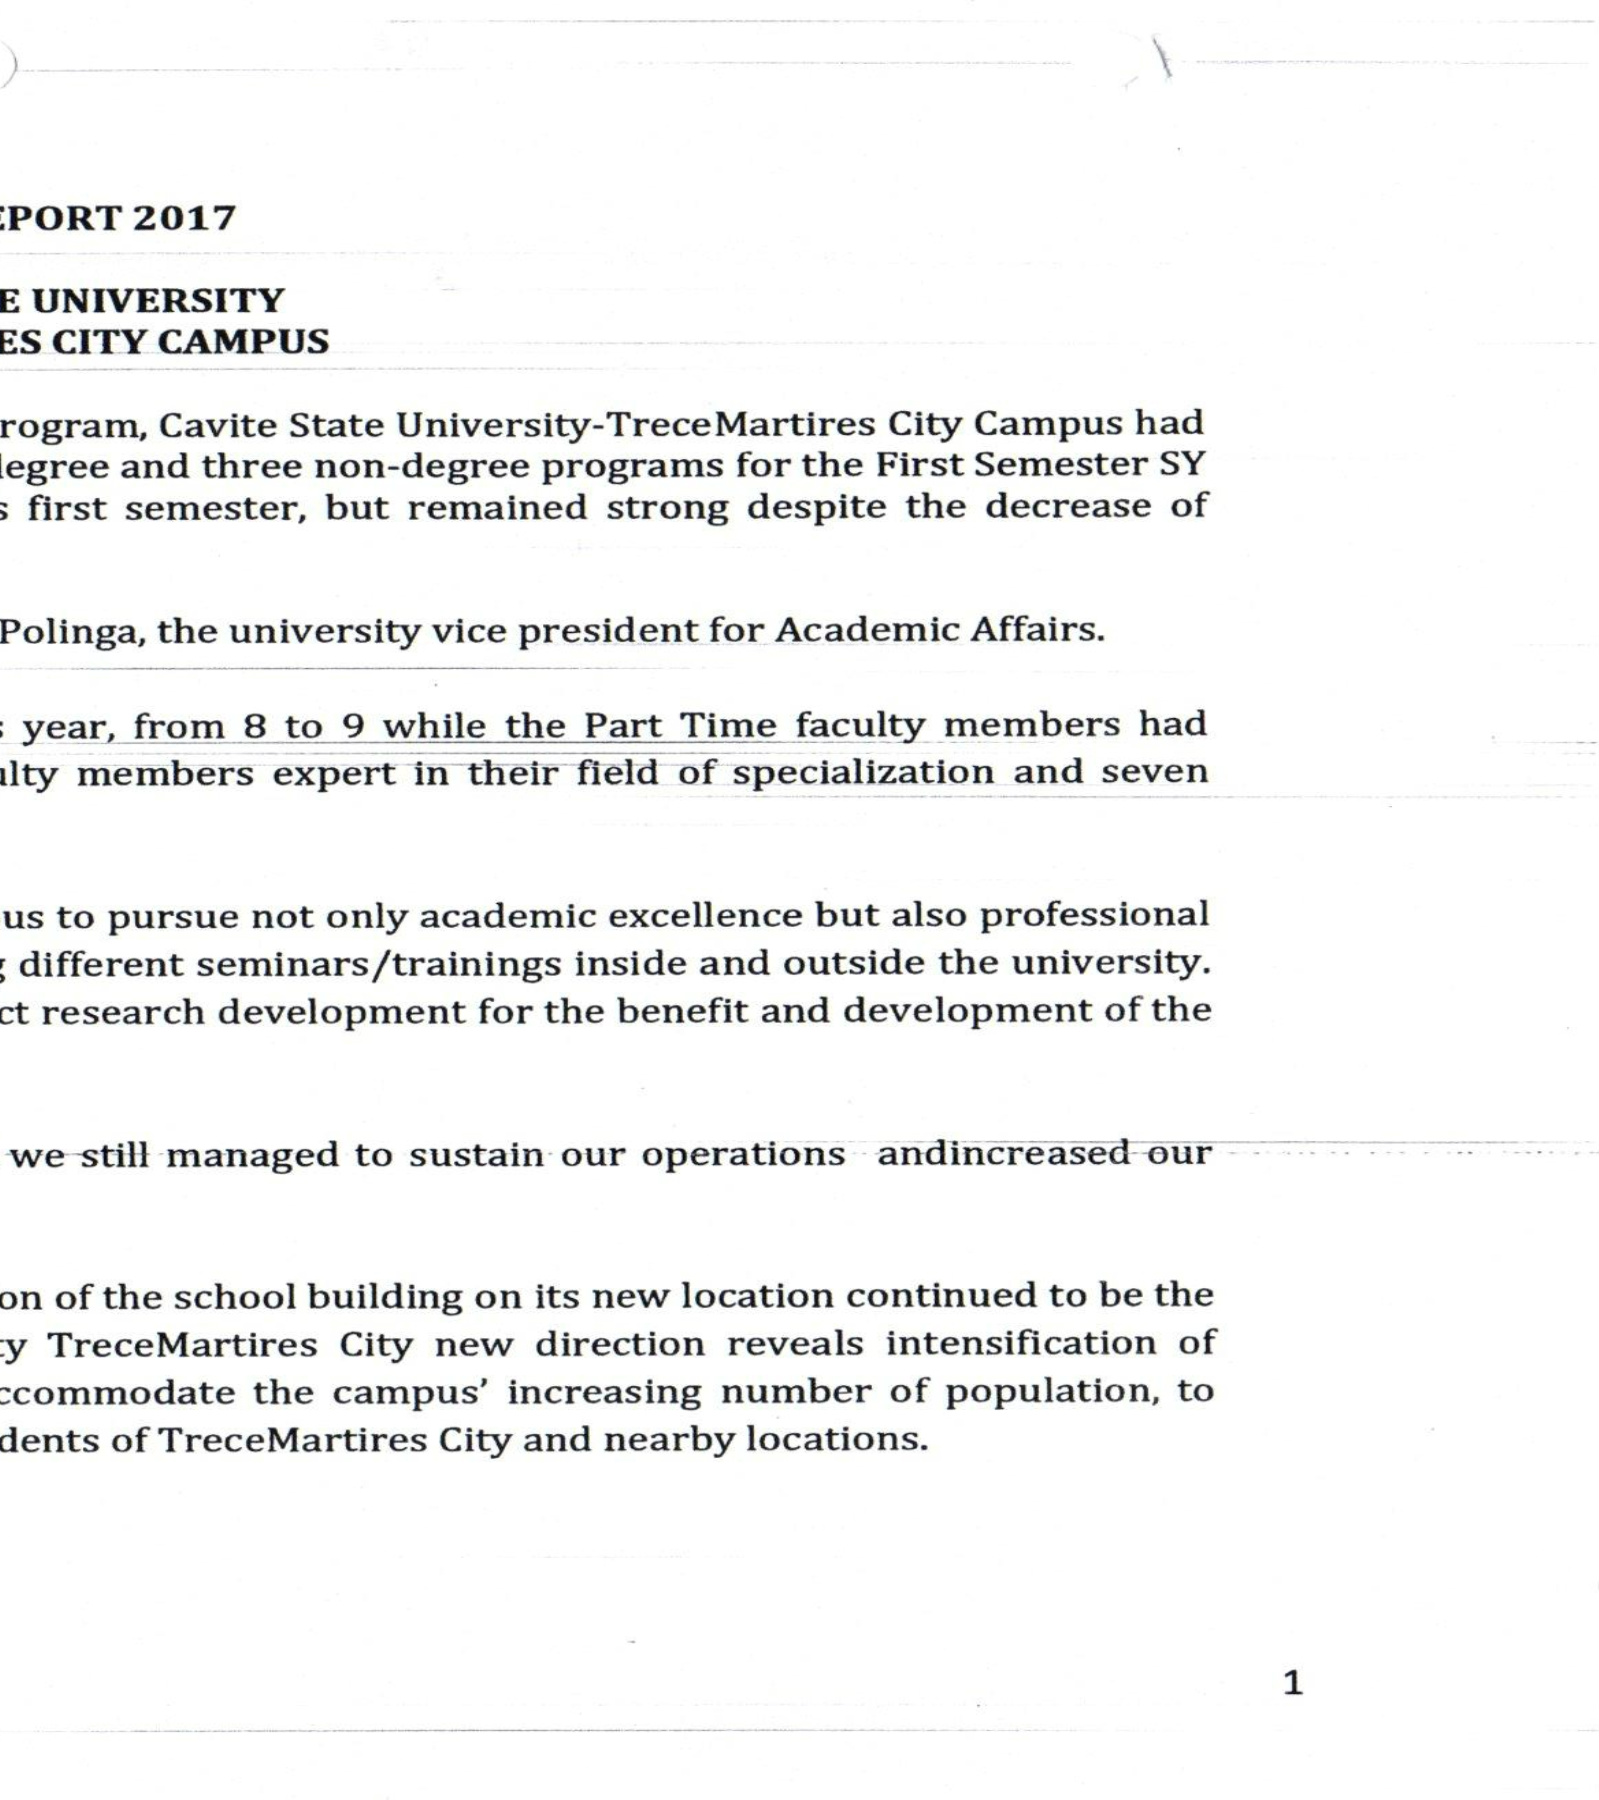 EPORT 2017
E UNIVERSITY
ES CITY CAMPUS
rogram, Cavite State University-TreceMartires City Campus had
legree and three non-degree programs for the First Semester SY
s first semester, but remained strong despite the decrease of
Polinga, the university vice president for Academic Affairs.
s year, from 8 to 9 while the Part Time faculty members had
ulty members expert in their field of specialization and seven
us to pursue not only academic excellence but also professional
g different seminars/trainings inside and outside the university.
ct research development for the benefit and development of the
we still managed to sustain our operations andincreased our
on of the school building on its new location continued to be the
ty TreceMartires City new direction reveals intensification of
ccommodate the campus’ increasing number of population, to
dents of TreceMartires City and nearby locations.
1